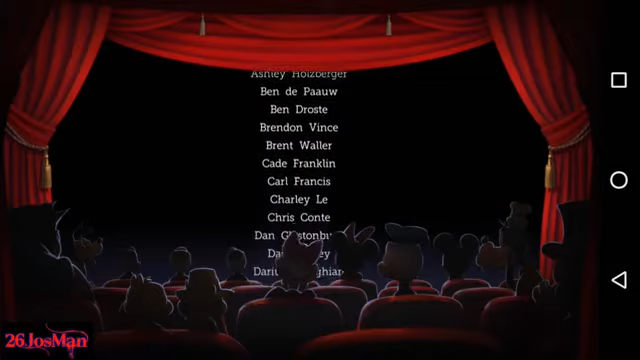 Ashley Holzberger
Ben de Paauw
Ben Droste
Brendon Vince
Brent Waller
Cade Franklin
Carl Francis
Charley Le
Chris Conte
Dan
26JosMan